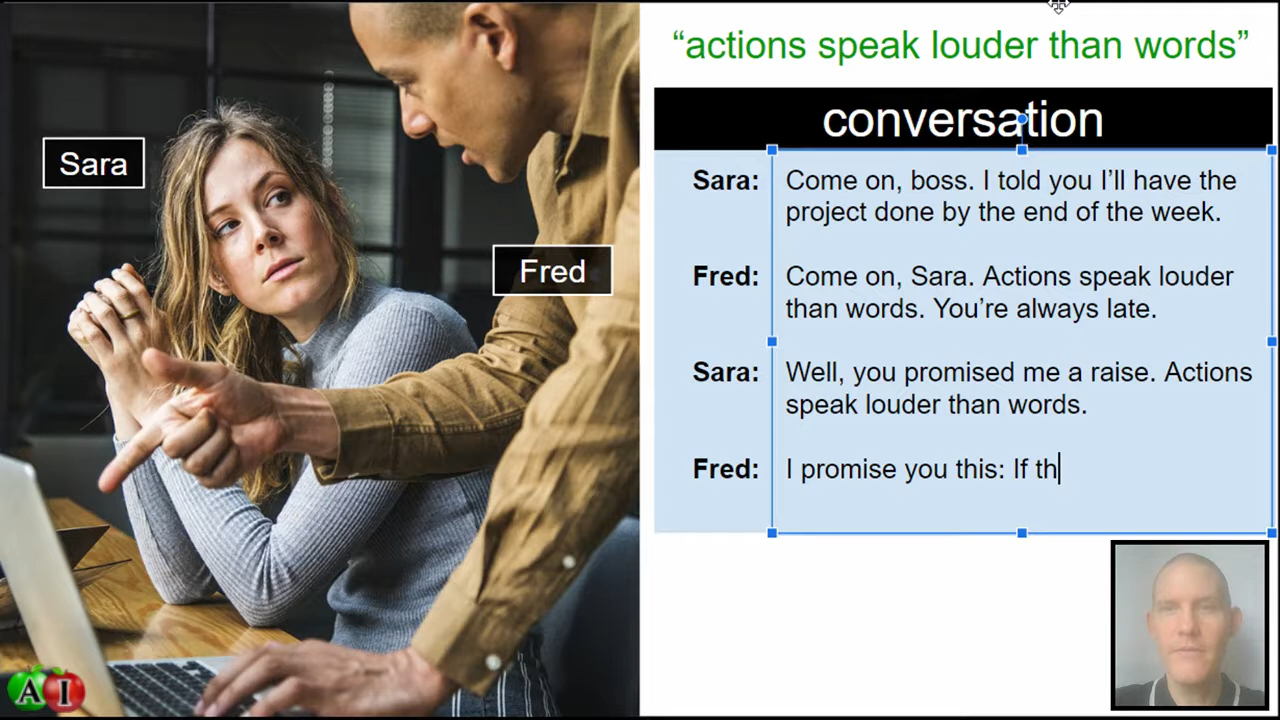 “actions speak louder than words”
conversation
Sara
Fred
Sara: Come on, boss. I told you I’ll have the
project done by the end of the week.
Fred: Come on, Sara. Actions speak louder
than words. You’re always late.
Sara: Well, you promised me a raise. Actions
speak louder than words.
Fred: I promise you this: If th
A I